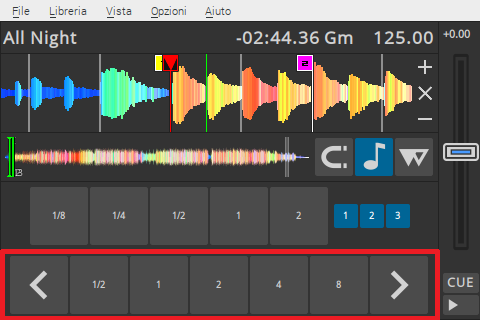 File Libreria Vista Opzioni Aiuto
All Night -02:44.36 Gm 125.00 +0.00
2
1/8 1/4 1/2 1 2 1 2 3
1/2 1 2 4 8 CUE